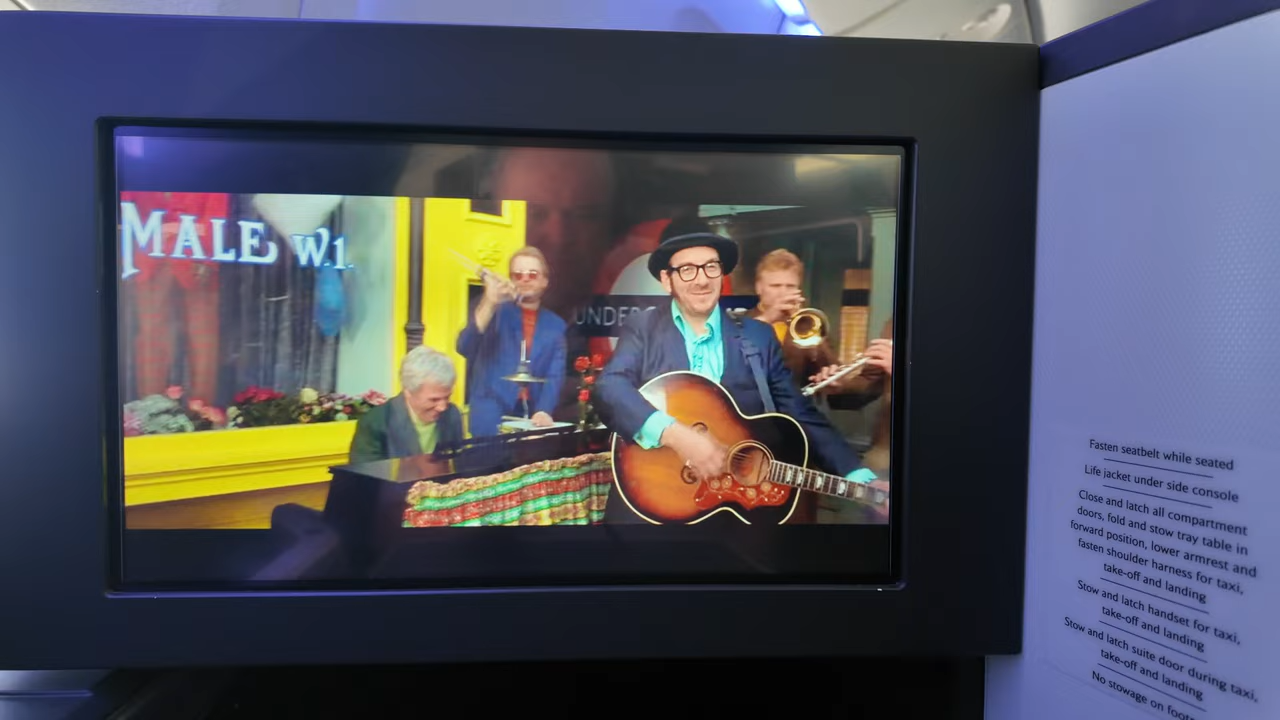 MALE W.1.
UNDERG
Fasten seatbelt while seated
Life jacket under side console
Close and latch all compartment
doors, fold and stow tray table in
forward position, lower armrest and
fasten shoulder harness for taxi,
take-off and landing
Stow and latch handset for taxi,
take-off and landing
Stow and latch suite door during taxi,
take-off and landing
No stowage on foot